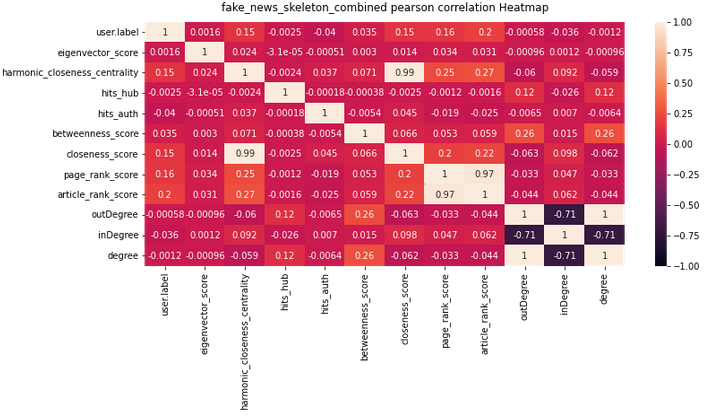 fake_news_skeleton_combined pearson correlation Heatmap
user.label 1 0.0016 0.15 -0.0025 -0.04 0.035 0.15 0.16 0.2 -0.00058 -0.036 -0.0012
eigenvector_score 0.0016 1 0.024 -3.1e-05 -0.00051 0.003 0.014 0.034 0.031 -0.00096 0.0012 -0.00096
harmonic_closeness_centrality 0.15 0.024 1 -0.0024 0.037 0.071 0.99 0.25 0.27 -0.06 0.092 -0.059
hits_hub -0.0025 -3.1e-05 -0.0024 1 -0.00018 -0.00038 -0.0025 -0.0012 -0.0016 0.12 -0.026 0.12
hits_auth -0.04 -0.00051 0.037 -0.00018 1 -0.0054 0.045 -0.019 -0.025 -0.0065 0.007 -0.0064
betweenness_score 0.035 0.003 0.071 -0.00038 -0.0054 1 0.066 0.053 0.059 0.26 0.015 0.26
closeness_score 0.15 0.014 0.99 -0.0025 0.045 0.066 1 0.2 0.22 -0.063 0.098 -0.062
page_rank_score 0.16 0.034 0.25 -0.0012 -0.019 0.053 0.2 1 0.97 -0.033 0.047 -0.033
article_rank_score 0.2 0.031 0.27 -0.0016 -0.025 0.059 0.22 0.97 1 -0.044 0.062 -0.044
outDegree -0.00058 -0.00096 -0.06 0.12 -0.0065 0.26 -0.063 -0.033 -0.044 1 -0.71 1
inDegree -0.036 0.0012 0.092 -0.026 0.007 0.015 0.098 0.047 0.062 -0.71 1 -0.71
degree -0.0012 -0.00096 -0.059 0.12 -0.0064 0.26 -0.062 -0.033 -0.044 1 -0.71 1
user.label
eigenvector_score
harmonic_closeness_centrality
hits_hub
hits_auth
betweenness_score
closeness_score
page_rank_score
article_rank_score
outDegree
inDegree
degree
1.00
0.75
0.50
0.25
0.00
−0.25
−0.50
−0.75
−1.00